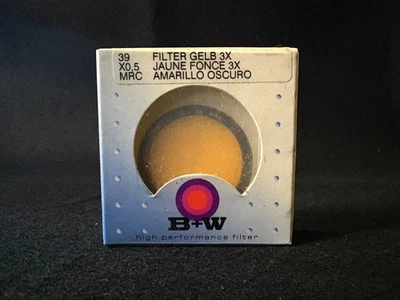 39 FILTER GELB 3X
X0,5 JAUNE FONCE 3X
MRC AMARILLO OSCURO
B+W
high performance filter